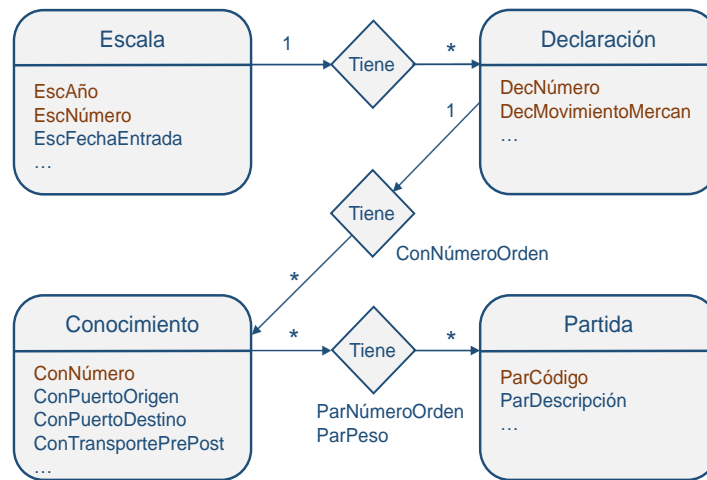 Escala
EscAño
EscNúmero
EscFechaEntrada
…
1
Tiene
*
Declaración
DecNúmero
DecMovimientoMercan
…
1
Tiene
ConNúmeroOrden
*
Conocimiento
ConNúmero
ConPuertoOrigen
ConPuertoDestino
ConTransportePrePost
…
*
Tiene
*
ParNúmeroOrden
ParPeso
Partida
ParCódigo
ParDescripción
…